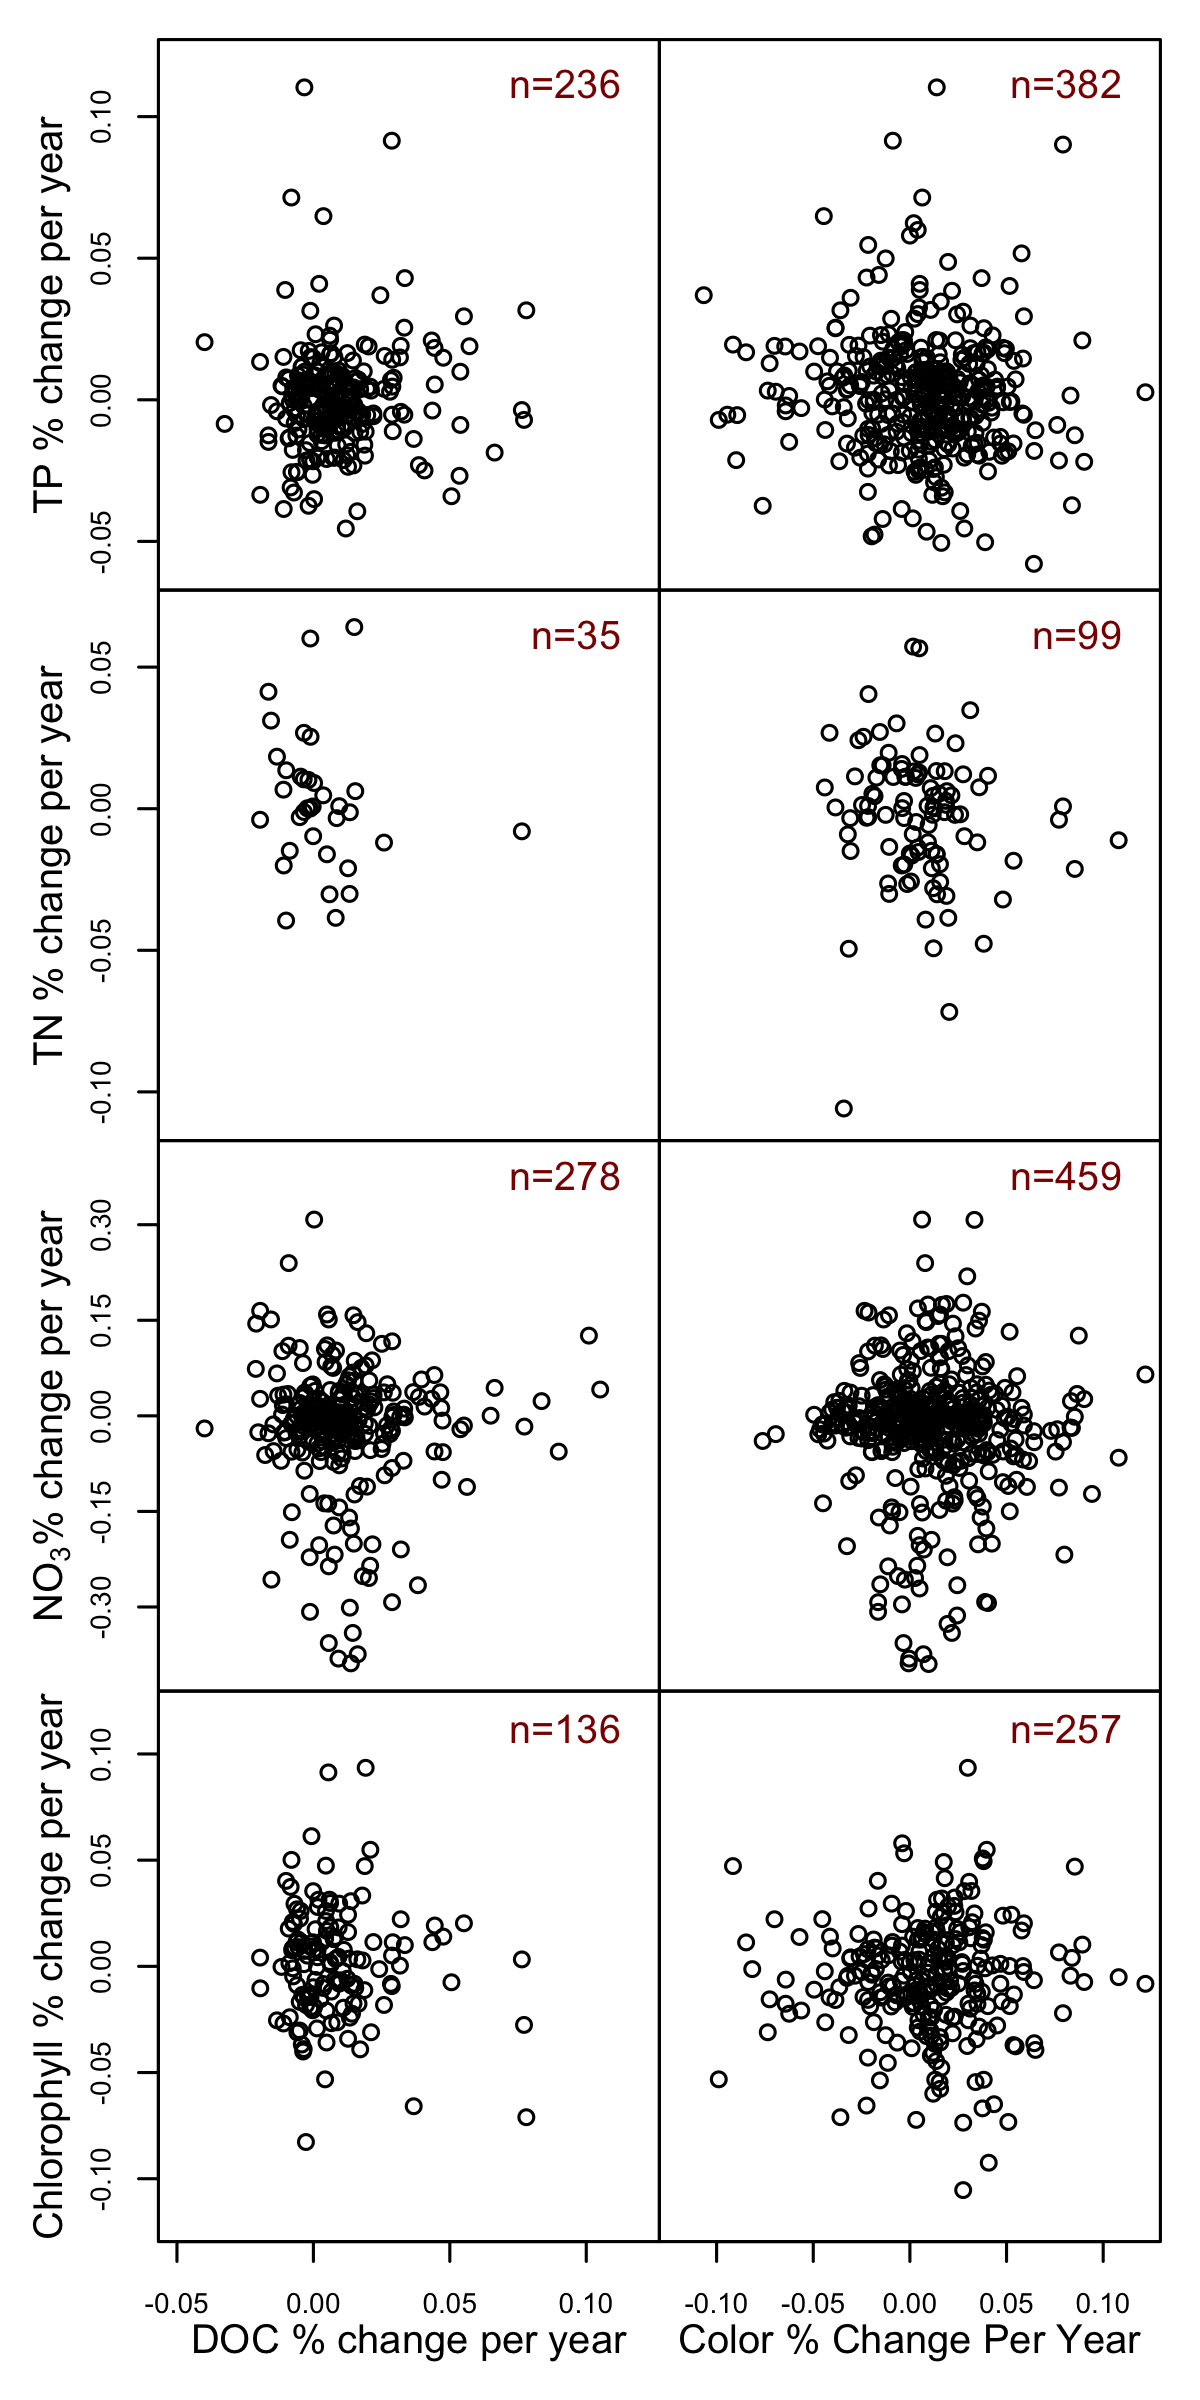 n=236
n=382
TP % change per year
0.10
0.05
0.00
-0.05
n=35
n=99
TN % change per year
0.05
0.00
-0.05
-0.10
n=278
n=459
NO₃% change per year
0.30
0.15
0.00
-0.15
-0.30
n=136
n=257
Chlorophyll % change per year
0.10
0.05
0.00
-0.05
-0.10
-0.05 0.00 0.05 0.10
-0.10 -0.05 0.00 0.05 0.10
DOC % change per year
Color % Change Per Year